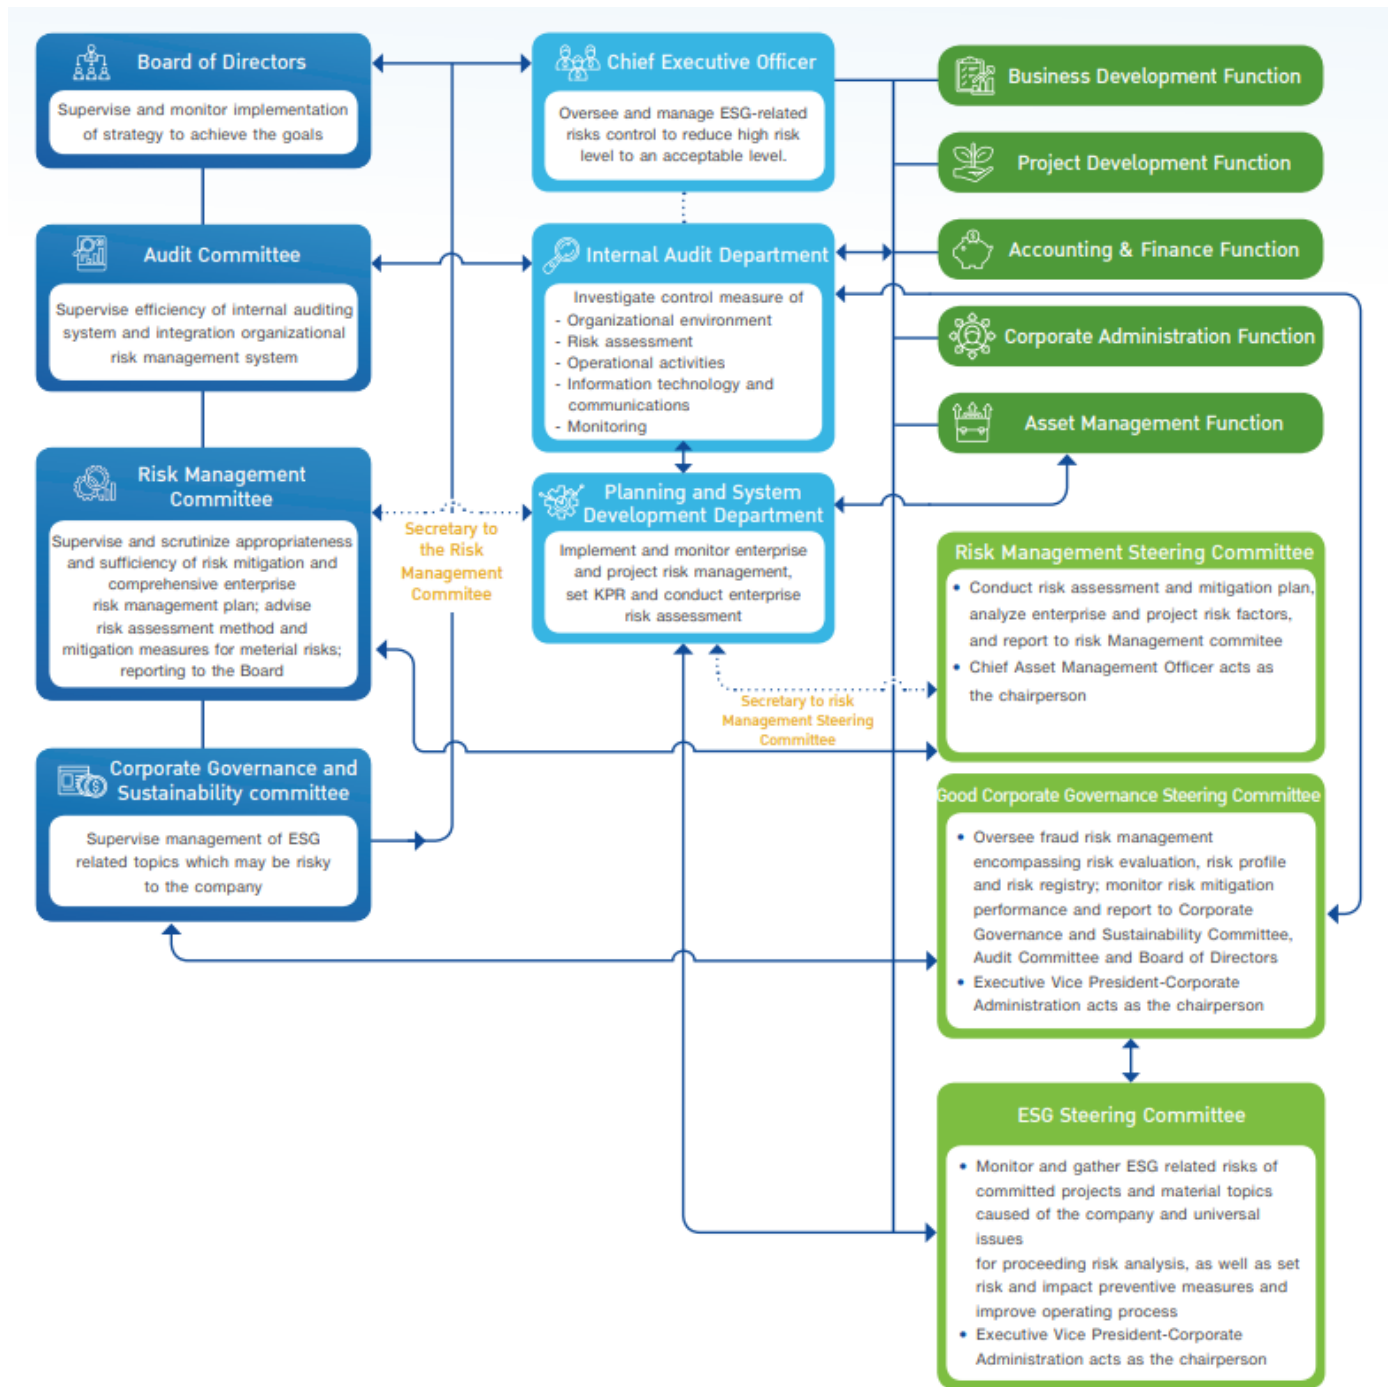 Board of Directors
Supervise and monitor implementation
of strategy to achieve the goals
Audit Committee
Supervise efficiency of internal auditing
system and integration organizational
risk management system
Risk Management
Committee
Supervise and scrutinize appropriateness
and sufficiency of risk mitigation and
comprehensive enterprise
risk management plan; advise
risk assessment method and
mitigation measures for meterial risks;
reporting to the Board
Corporate Governance and
Sustainability committee
Supervise management of ESG
related topics which may be risky
to the company
Secretary to
the Risk
Management
Commitee
Chief Executive Officer
Oversee and manage ESG-related
risks control to reduce high risk
level to an acceptable level.
Internal Audit Department
Investigate control measure of
- Organizational environment
- Risk assessment
- Operational activities
- Information technology and
communications
- Monitoring
Planning and System
Development Department
Implement and monitor enterprise
and project risk management,
set KPR and conduct enterprise
risk assessment
Secretary to risk
Management Steering
Committee
Business Development Function
Project Development Function
Accounting & Finance Function
Corporate Administration Function
Asset Management Function
Risk Management Steering Committee
• Conduct risk assessment and mitigation plan,
analyze enterprise and project risk factors,
and report to risk Management commitee
• Chief Asset Management Officer acts as
the chairperson
Good Corporate Governance Steering Committee
• Oversee fraud risk management
encompassing risk evaluation, risk profile
and risk registry; monitor risk mitigation
performance and report to Corporate
Governance and Sustainability Committee,
Audit Committee and Board of Directors
• Executive Vice President-Corporate
Administration acts as the chairperson
ESG Steering Committee
• Monitor and gather ESG related risks of
committed projects and material topics
caused of the company and universal
issues
for proceeding risk analysis, as well as set
risk and impact preventive measures and
improve operating process
• Executive Vice President-Corporate
Administration acts as the chairperson